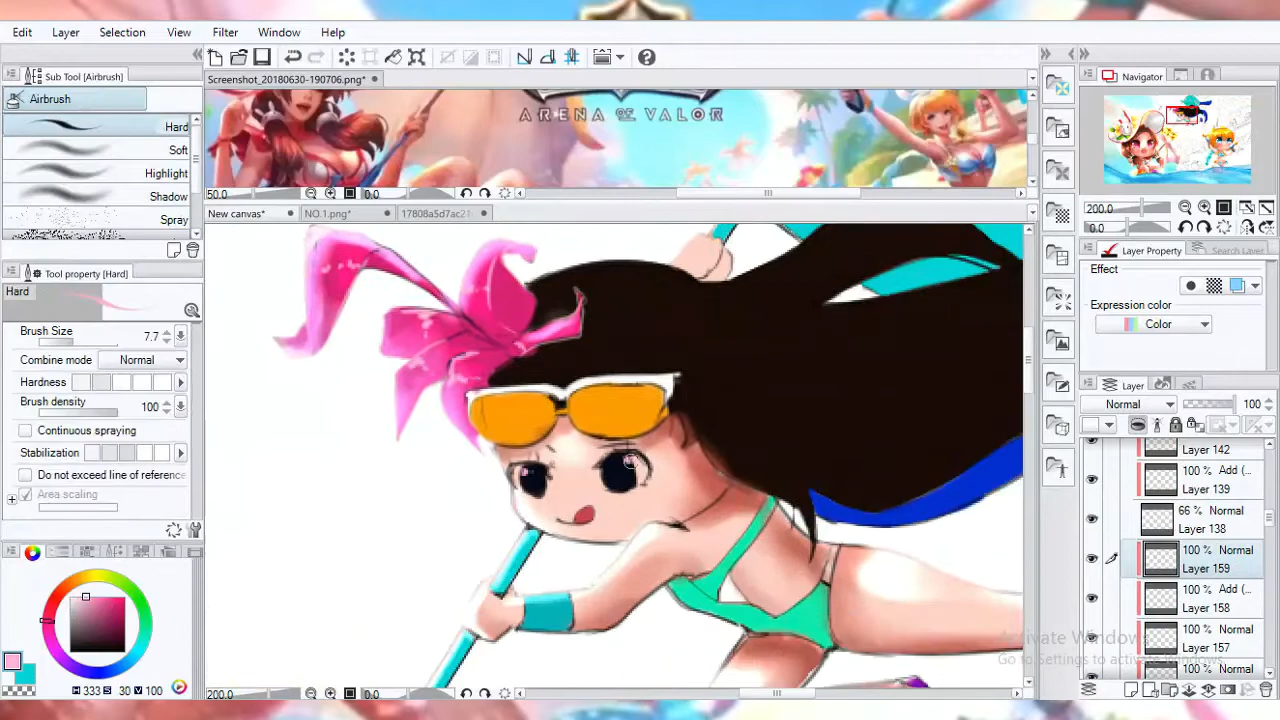 Edit Layer Selection View Filter Window Help
Sub Tool [Airbrush]
Screenshot_20180630-190706.png*
Navigator
Airbrush
Hard
Soft
Highlight
Shadow
Spray
ARENA OF VALOR
50.0 0.0
New canvas* NO.1.png* 17808a5d7ac2
200.0
0.0
Tool property [Hard]
Hard
Layer Property Search Layer
Effect
Expression color
Color
Brush Size 7.7
Combine mode Normal
Hardness
Brush density 100
Continuous spraying
Stabilization
Do not exceed line of reference
Area scaling
Layer
Normal 100
Layer 142
100 % Add (...
Layer 139
66 % Normal
Layer 138
100 % Normal
Layer 159
100 % Add (...
Layer 158
100 % Normal
Layer 157
100 % Normal
Activate Windows
Go to Settings to activate Windows.
H 333 S 30 V 100
200.0 0.0